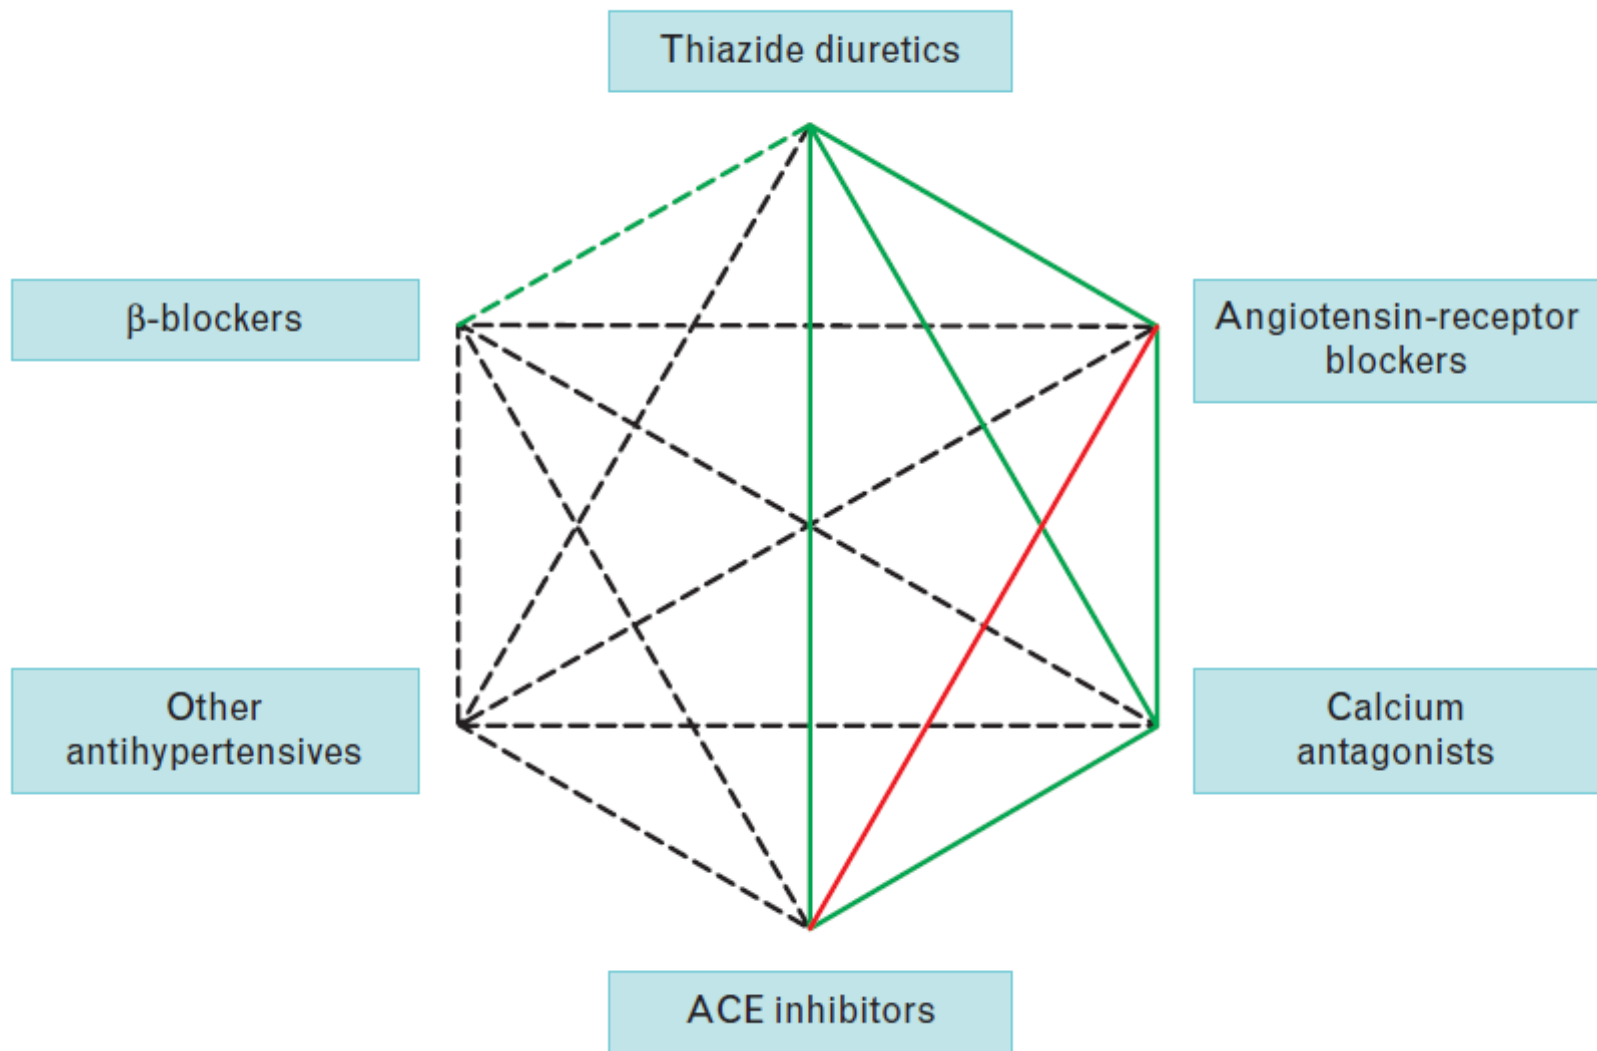 Thiazide diuretics
β-blockers
Angiotensin-receptor
blockers
Other
antihypertensives
Calcium
antagonists
ACE inhibitors